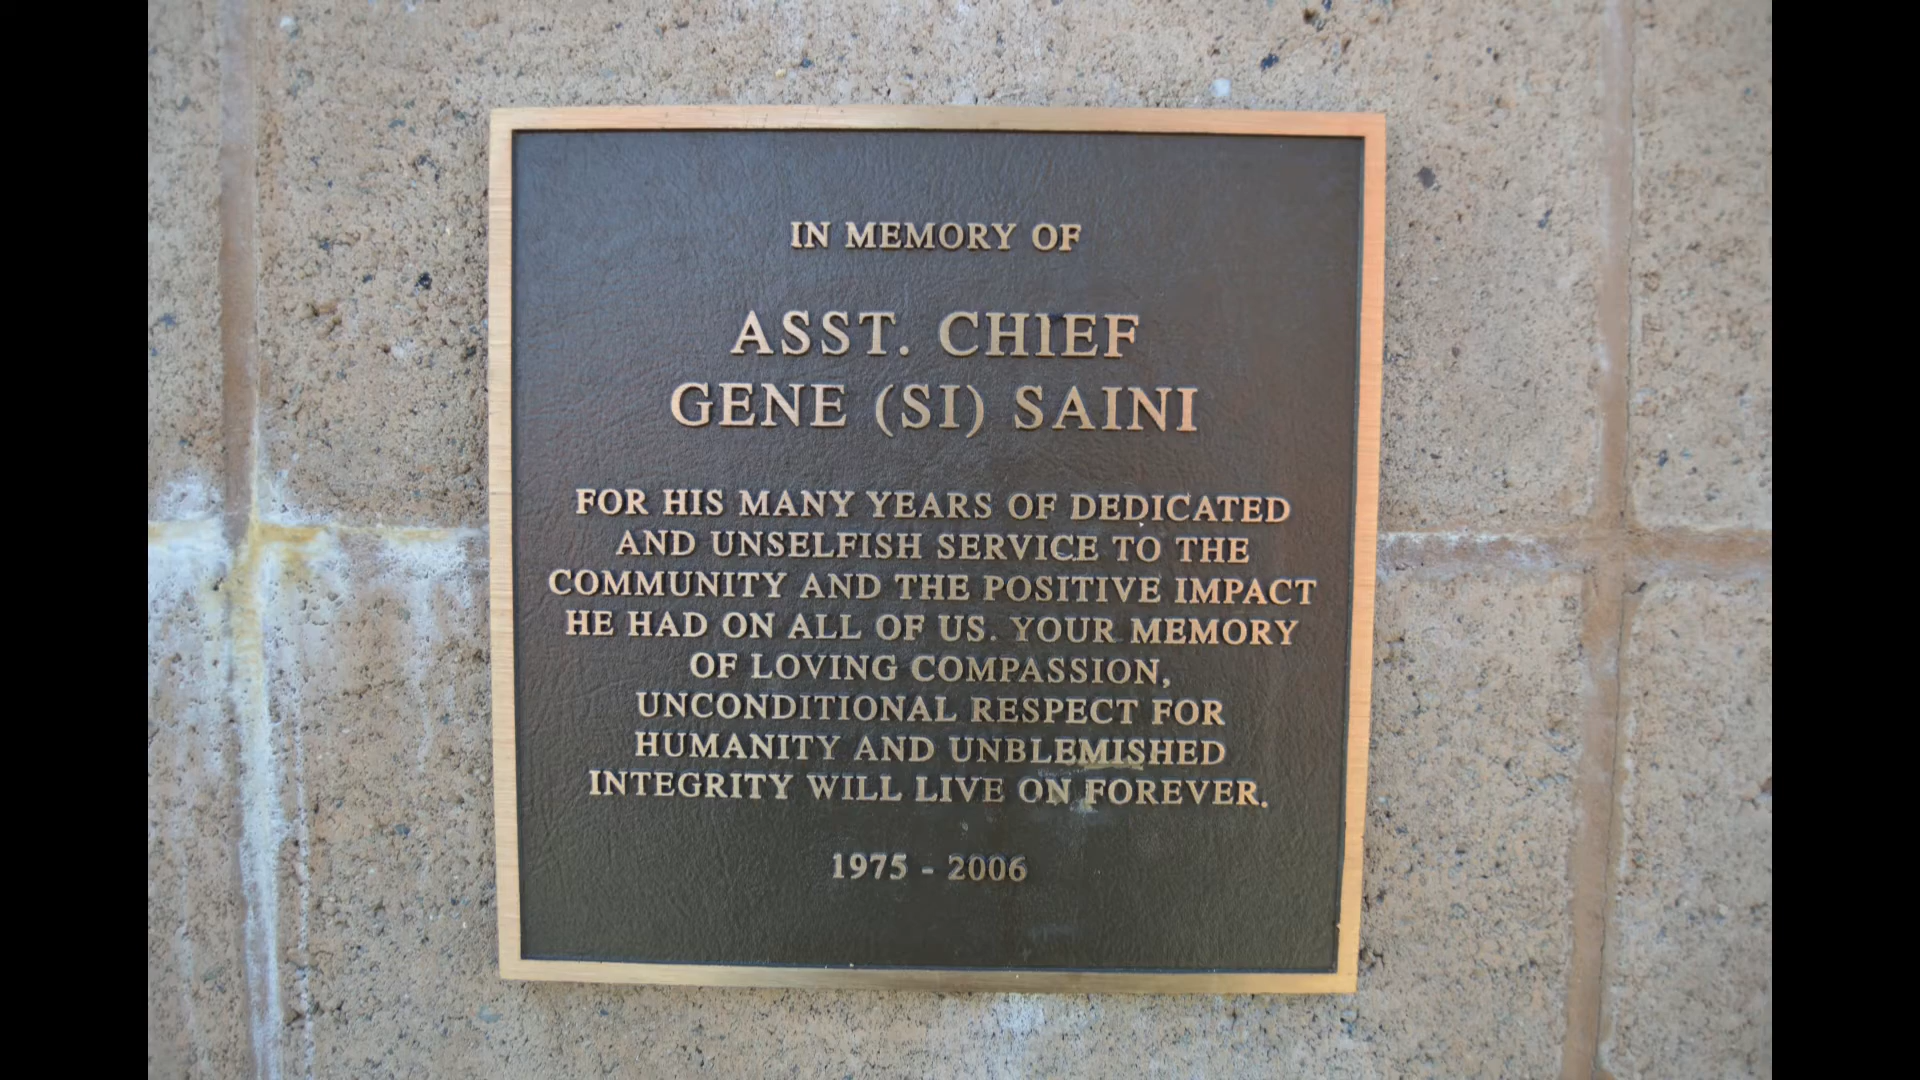 IN MEMORY OF
ASST. CHIEF
GENE (SI) SAINI
FOR HIS MANY YEARS OF DEDICATED
AND UNSELFISH SERVICE TO THE
COMMUNITY AND THE POSITIVE IMPACT
HE HAD ON ALL OF US. YOUR MEMORY
OF LOVING COMPASSION,
UNCONDITIONAL RESPECT FOR
HUMANITY AND UNBLEMISHED
INTEGRITY WILL LIVE ON FOREVER.
1975 - 2006